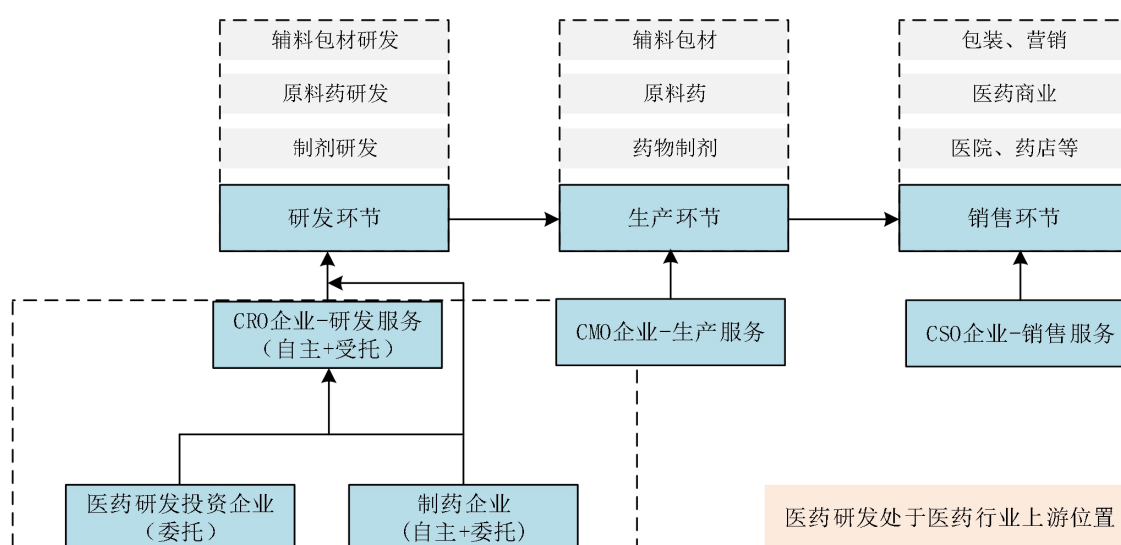 辅料包材研发
辅料包材
包装、营销
原料药研发
原料药
医药商业
制剂研发
药物制剂
医院、药店等
研发环节
生产环节
销售环节
CRO企业-研发服务
（自主+受托）
CMO企业-生产服务
CSO企业-销售服务
医药研发投资企业
（委托）
制药企业
(自主+委托)
医药研发处于医药行业上游位置